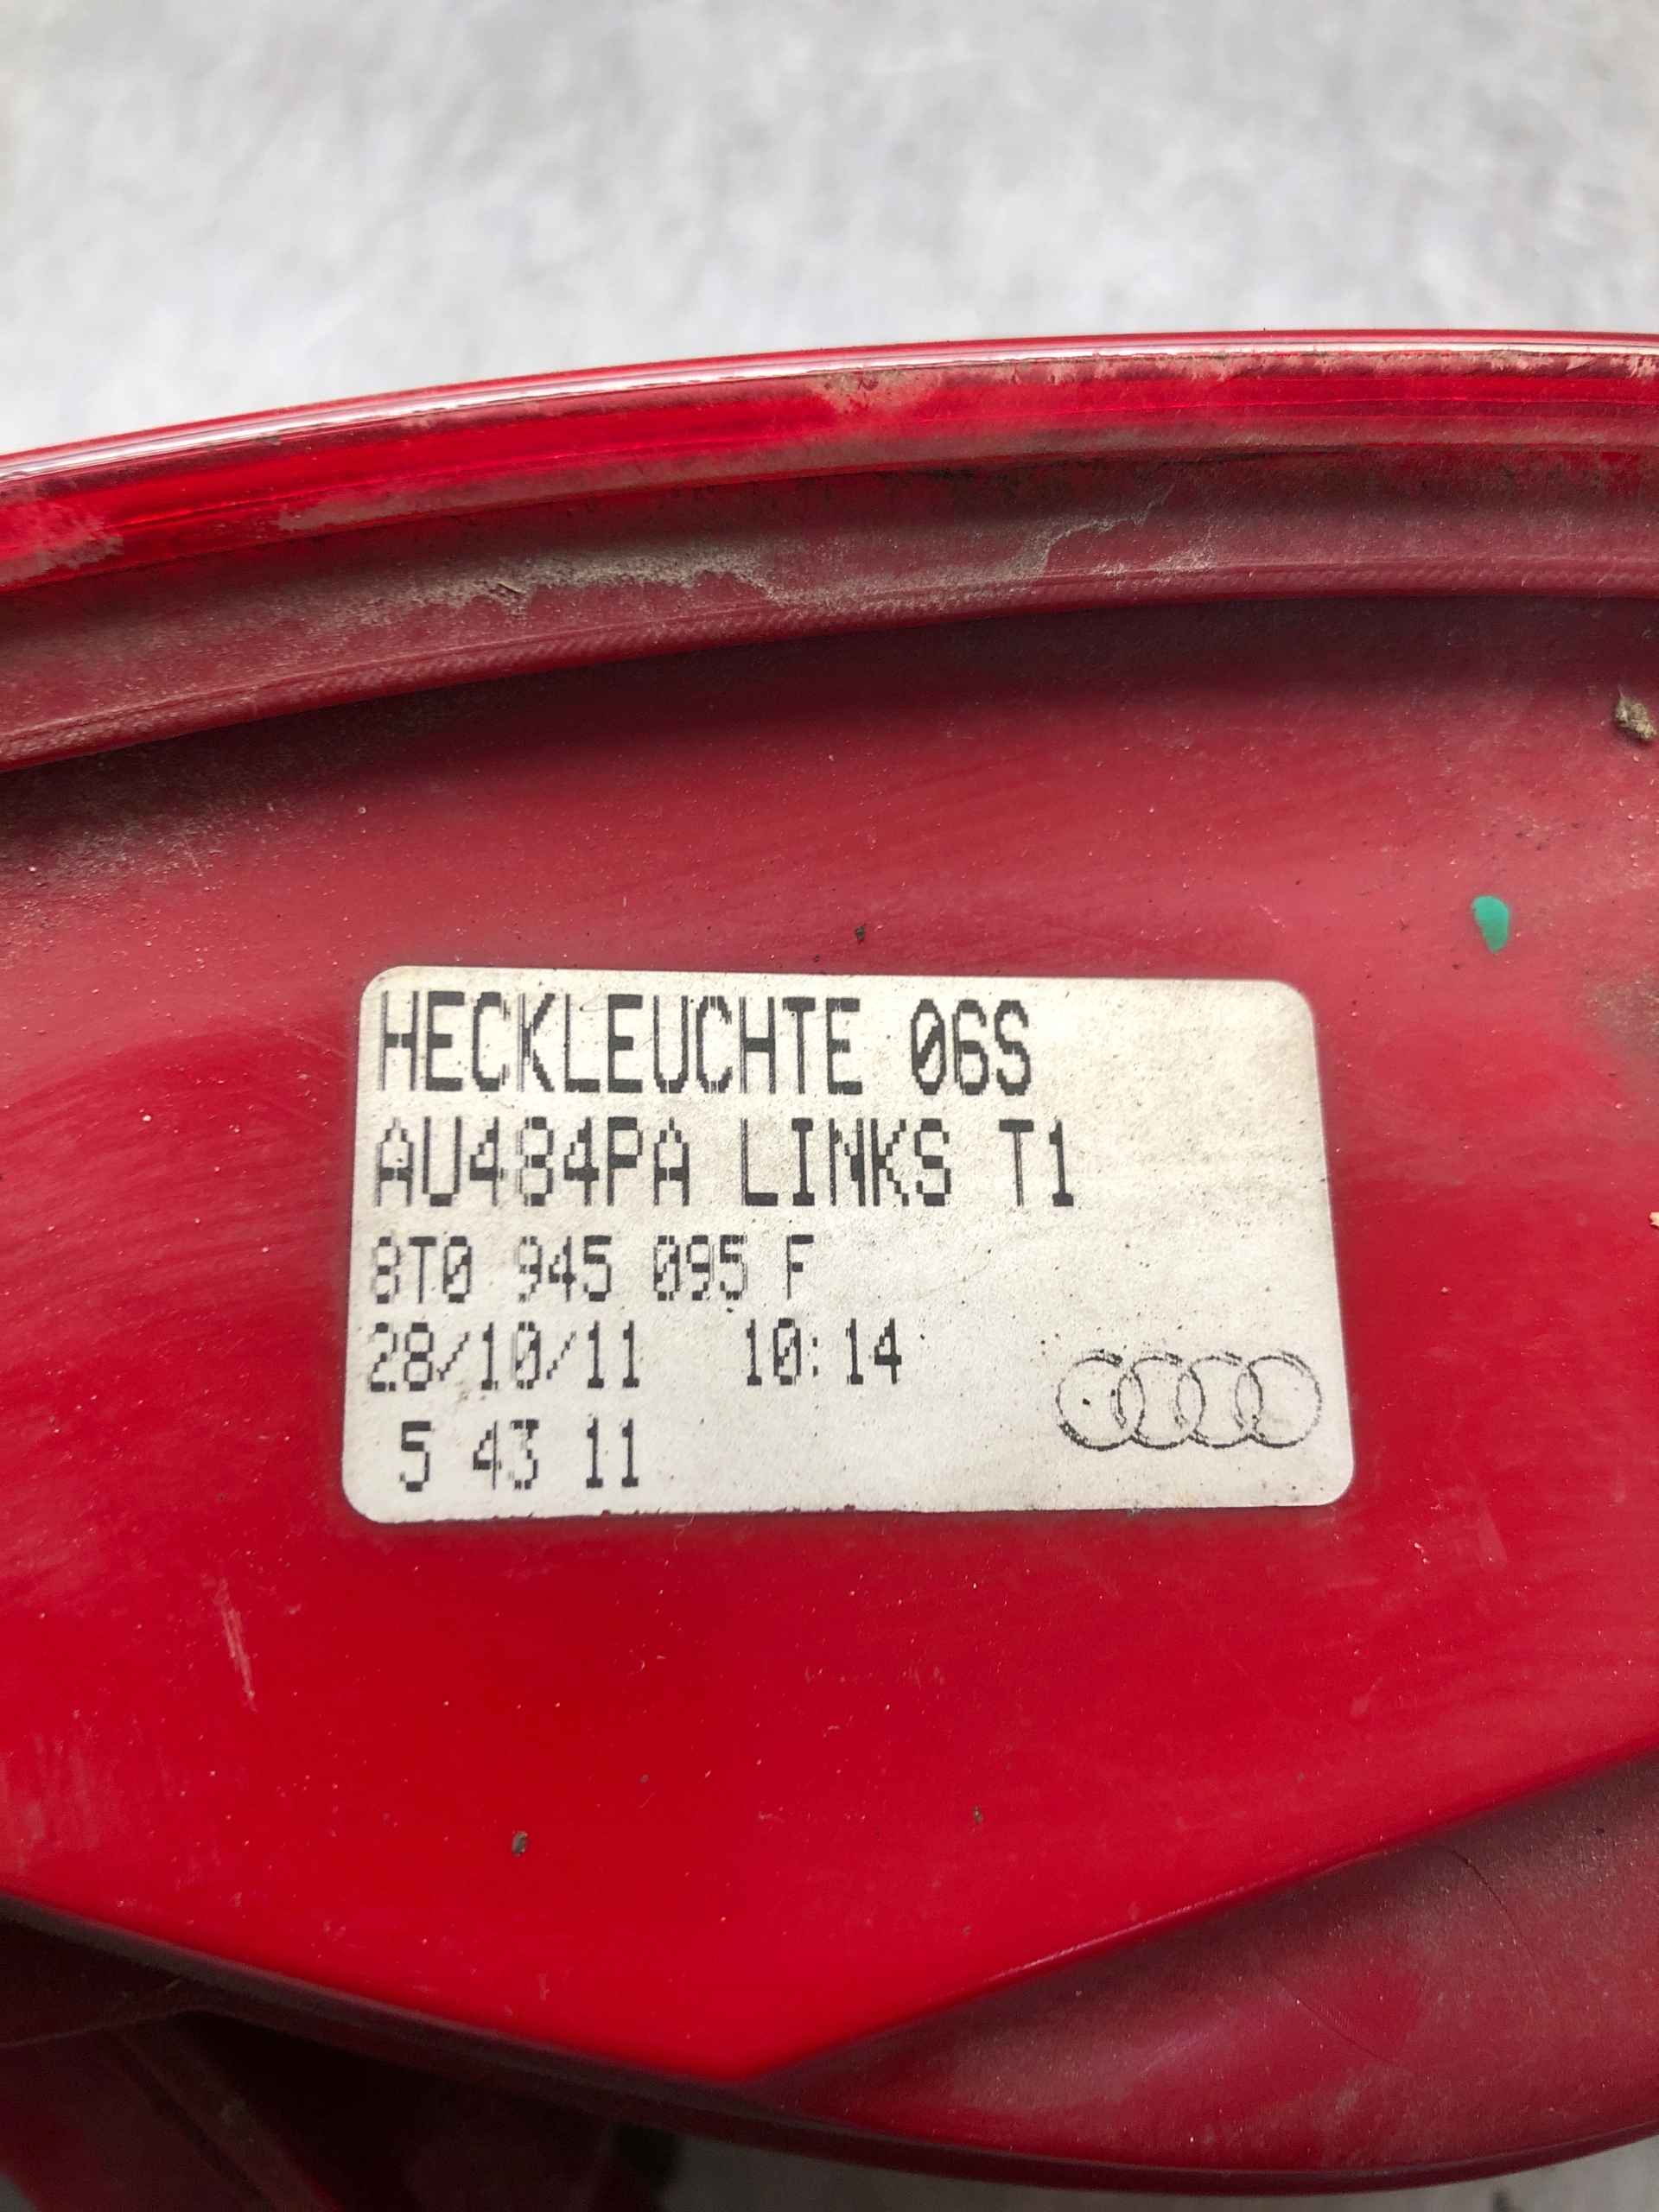 HECKLEUCHTE 06S
AU484PA LINKS T1
8T0 945 095 F
28/10/11 10:14
5 43 11